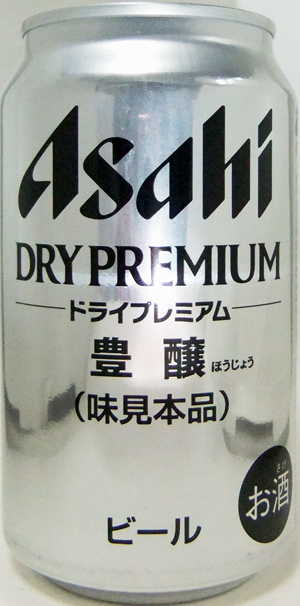 Asahi
DRY PREMIUM
ドライプレミアム
豊醸 ほうじょう
(味見本品)
さけ
お酒
ビール